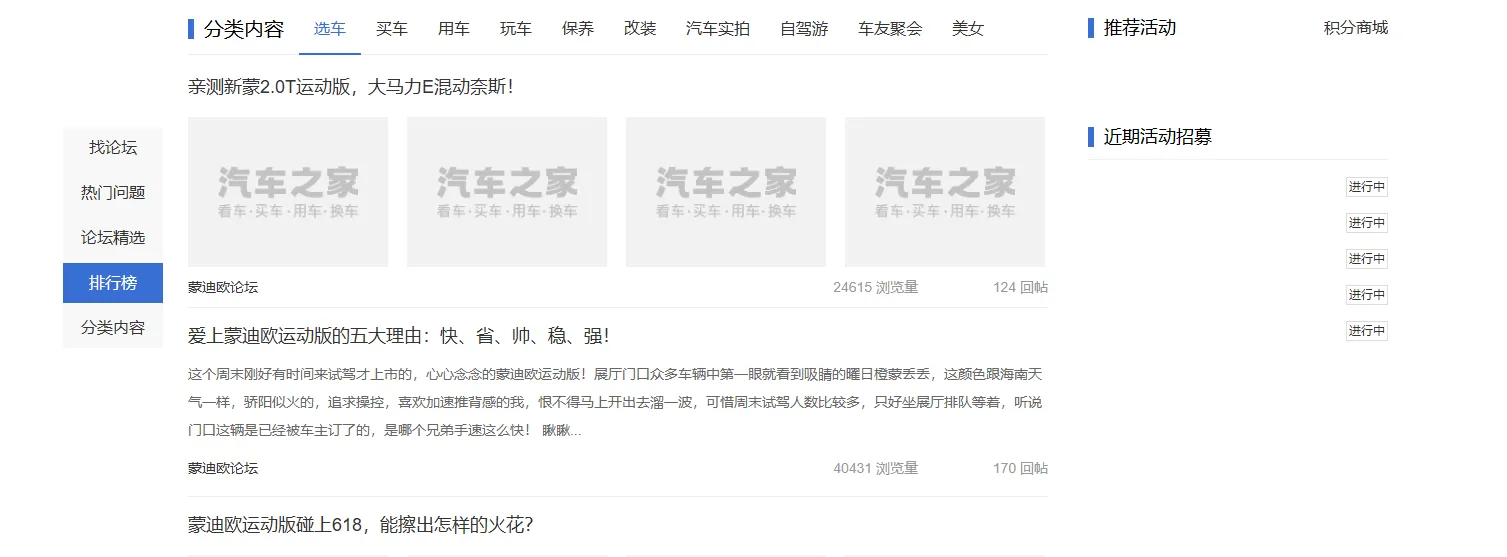 分类内容 选车 买车 用车 玩车 保养 改装 汽车实拍 自驾游 车友聚会 美女
亲测新蒙2.0T运动版，大马力E混动奈斯！
汽车之家 汽车之家 汽车之家 汽车之家
看车·买车·用车·换车 看车·买车·用车·换车 看车·买车·用车·换车 看车·买车·用车·换车
蒙迪欧论坛 24615 浏览量 124 回帖
爱上蒙迪欧运动版的五大理由：快、省、帅、稳、强！
这个周末刚好有时间来试驾才上市的，心心念念的蒙迪欧运动版！展厅门口众多车辆中第一眼就看到吸睛的曜日橙蒙丢丢，这颜色跟海南天
气一样，骄阳似火的，追求操控，喜欢加速推背感的我，恨不得马上开出去溜一波，可惜周末试驾人数比较多，只好坐展厅排队等着，听说
门口这辆是已经被车主订了的，是哪个兄弟手速这么快！ 瞅瞅...
蒙迪欧论坛 40431 浏览量 170 回帖
蒙迪欧运动版碰上618，能擦出怎样的火花？
找论坛
热门问题
论坛精选
排行榜
分类内容
推荐活动 积分商城
近期活动招募
进行中
进行中
进行中
进行中
进行中